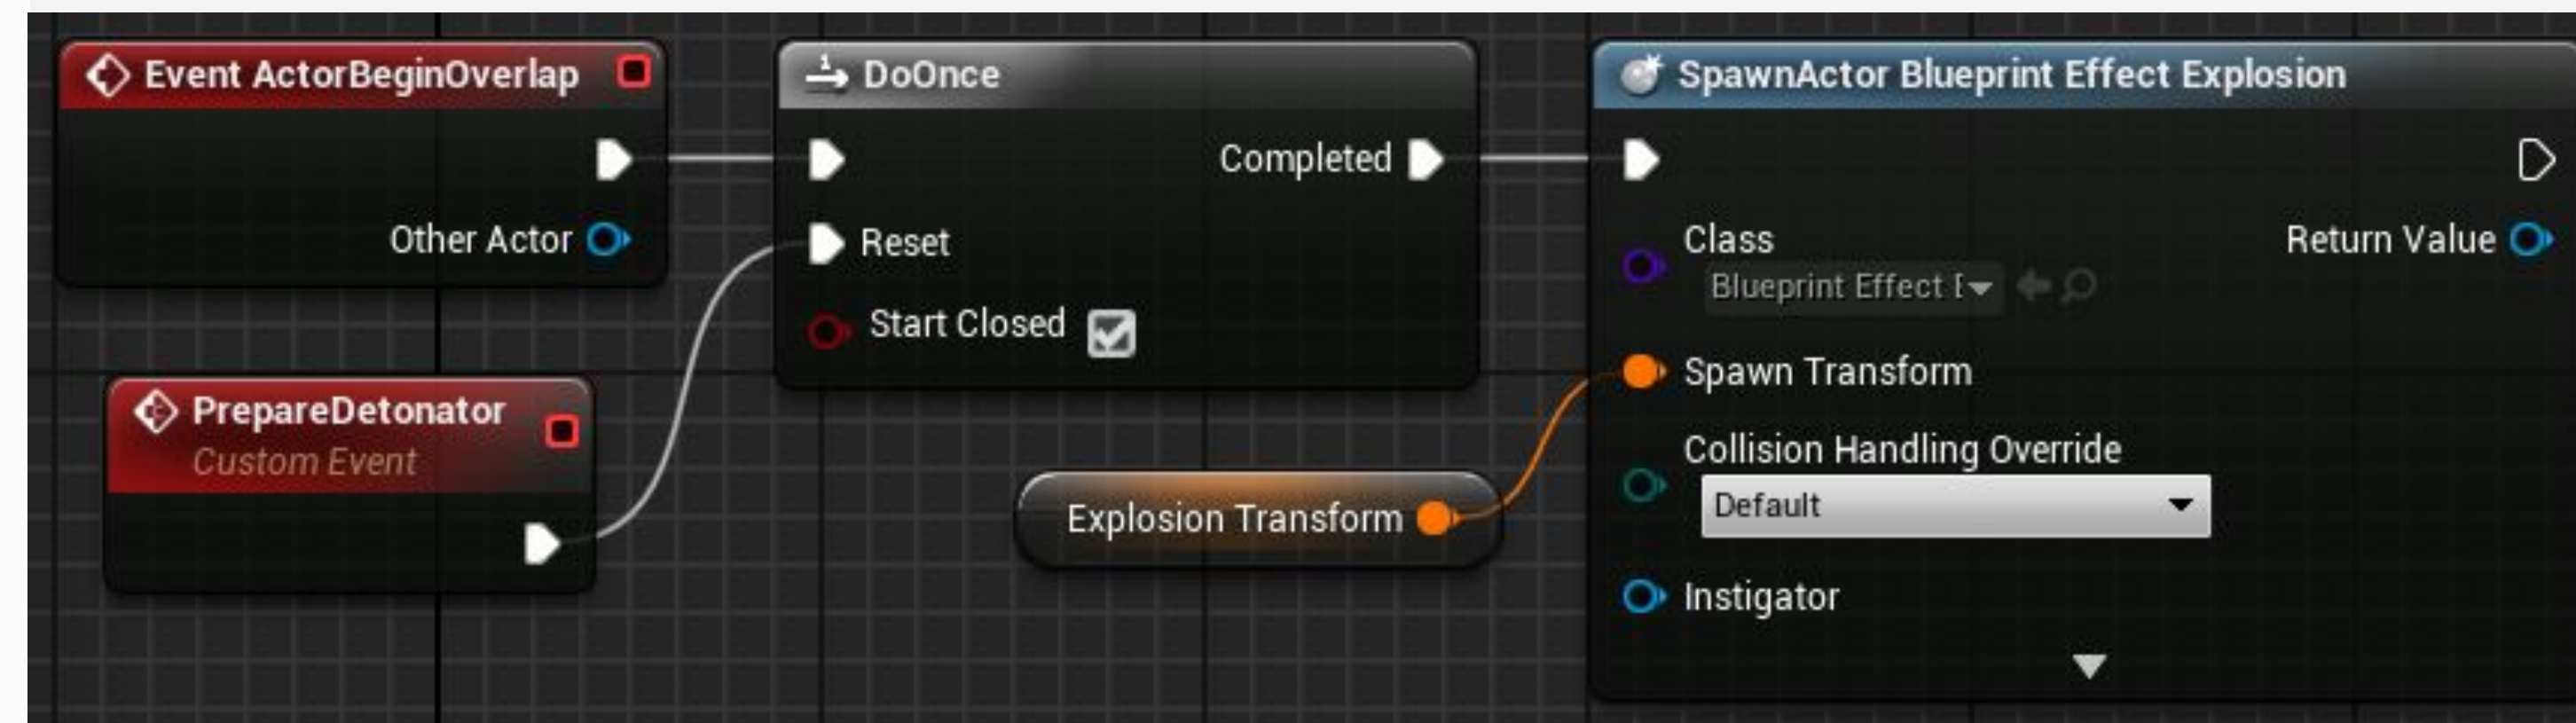 Event ActorBeginOverlap
Other Actor
PrepareDetonator
Custom Event
1
DoOnce
Completed
Reset
Start Closed
Explosion Transform
SpawnActor Blueprint Effect Explosion
Class
Return Value
Blueprint Effect E
Spawn Transform
Collision Handling Override
Default
Instigator